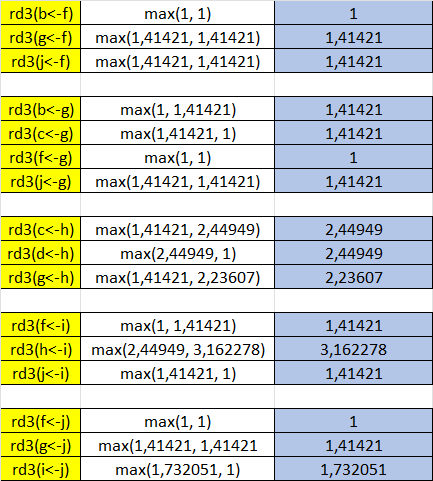 rd3(b<-f) max(1, 1) 1
rd3(g<-f) max(1,41421, 1,41421) 1,41421
rd3(j<-f) max(1,41421, 1,41421) 1,41421
rd3(b<-g) max(1, 1,41421) 1,41421
rd3(c<-g) max(1,41421, 1) 1,41421
rd3(f<-g) max(1, 1) 1
rd3(j<-g) max(1,41421, 1,41421) 1,41421
rd3(c<-h) max(1,41421, 2,44949) 2,44949
rd3(d<-h) max(2,44949, 1) 2,44949
rd3(g<-h) max(1,41421, 2,23607) 2,23607
rd3(f<-i) max(1, 1,41421) 1,41421
rd3(h<-i) max(2,44949, 3,162278) 3,162278
rd3(j<-i) max(1,41421, 1) 1,41421
rd3(f<-j) max(1, 1) 1
rd3(g<-j) max(1,41421, 1,41421 1,41421
rd3(i<-j) max(1,732051, 1) 1,732051